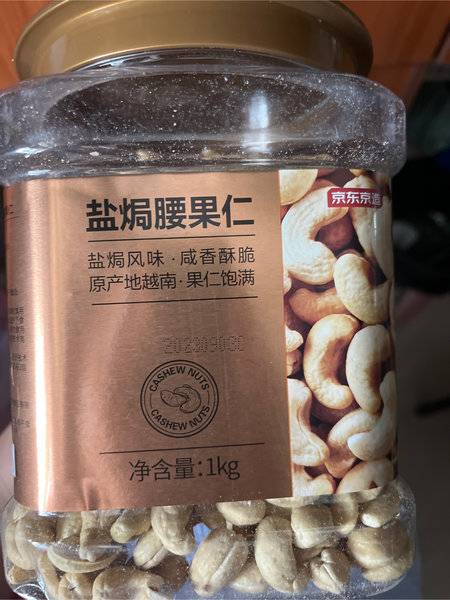 京东京造
盐焗腰果仁
盐焗风味·咸香酥脆
原产地越南·果仁饱满
20230930
CASHEW NUTS
CASHEW NUTS
净含量:1kg